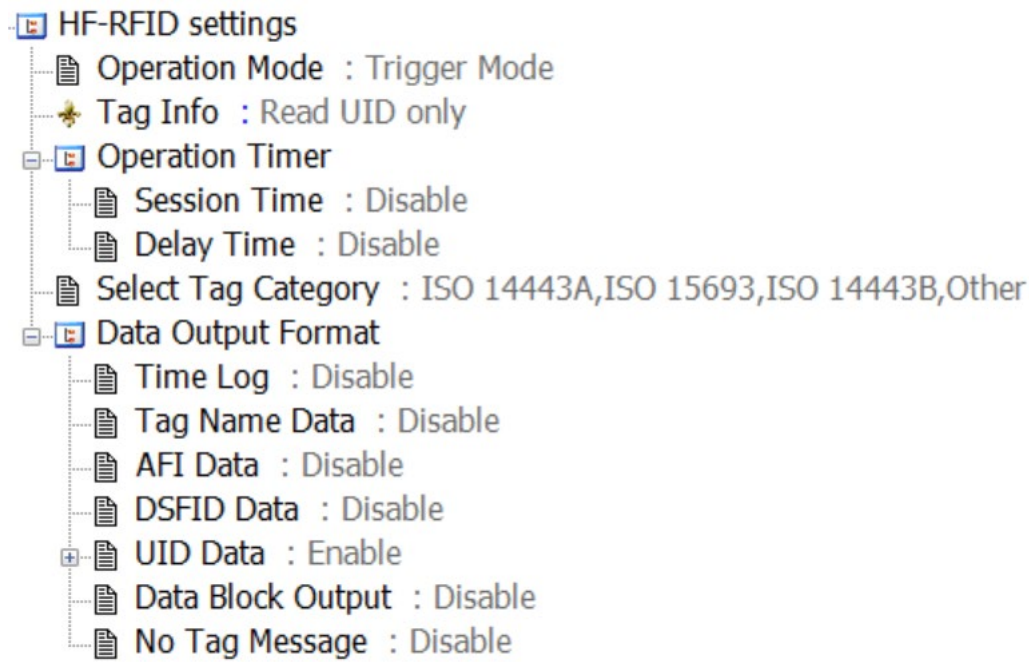 HF-RFID settings
Operation Mode : Trigger Mode
Tag Info : Read UID only
Operation Timer
Session Time : Disable
Delay Time : Disable
Select Tag Category : ISO 14443A,ISO 15693,ISO 14443B,Other
Data Output Format
Time Log : Disable
Tag Name Data : Disable
AFI Data : Disable
DSFID Data : Disable
UID Data : Enable
Data Block Output : Disable
No Tag Message : Disable